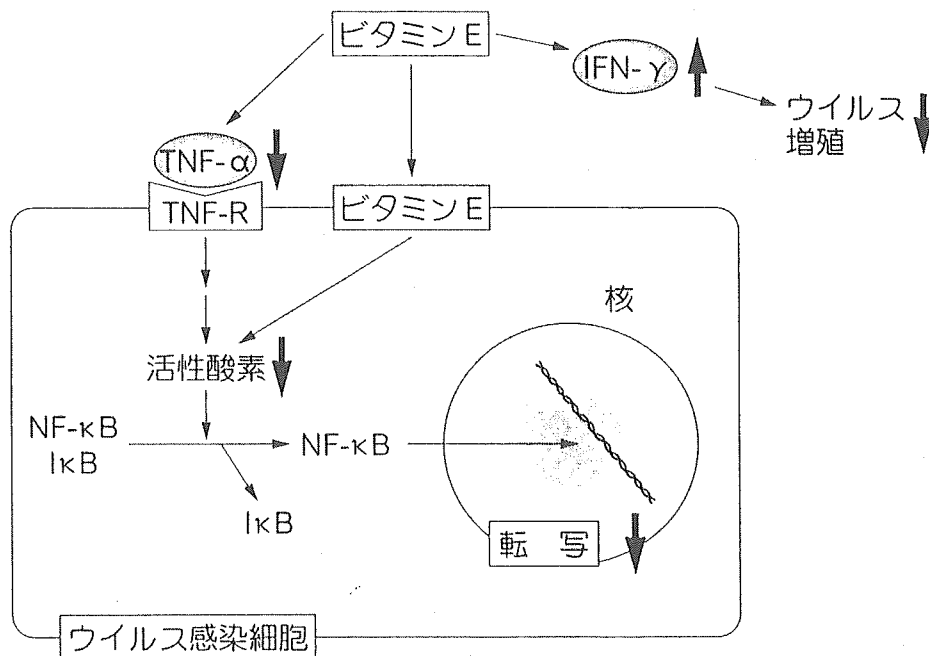 ビタミンE
IFN-γ
ウイルス
増殖
TNF-α
TNF-R
ビタミンE
核
活性酸素
NF-κB
IκB
NF-κB
IκB
転 写
ウイルス感染細胞